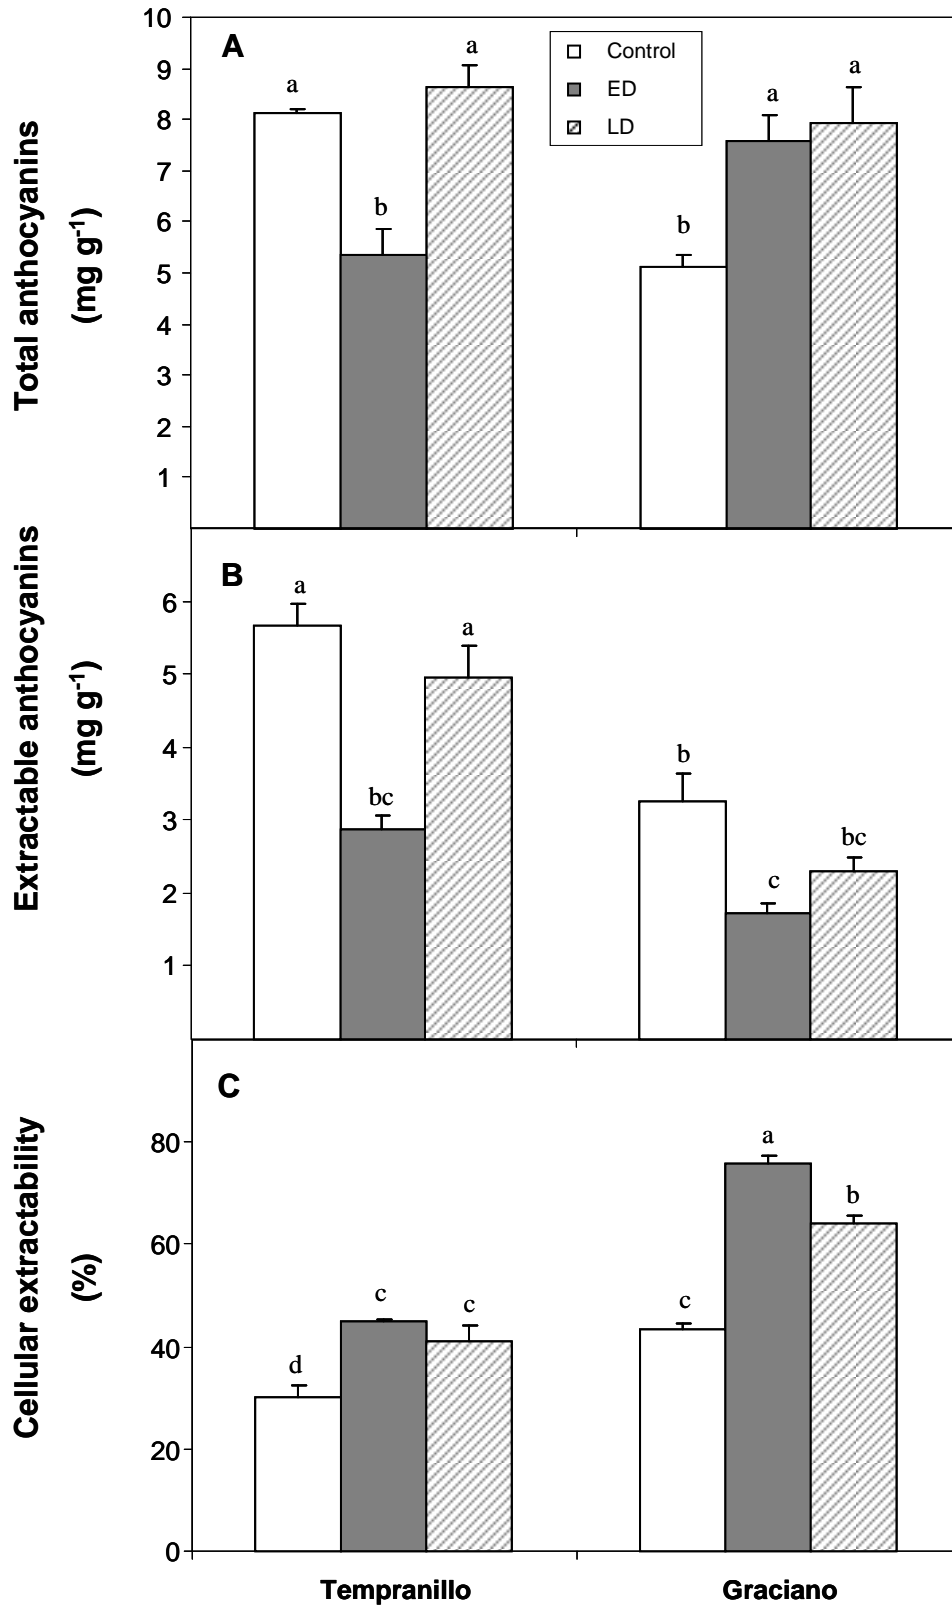 10
A
a
a
Control
a
9
a
ED
8
LD
7
b
6
b
5
4
3
2
1
Total anthocyanins
(mg g-1)
B
a
6
a
5
4
b
bc
bc
3
c
2
1
Extractable anthocyanins
(mg g-1)
C
80
a
b
60
c
c
c
40
d
20
0
Cellular extractability
(%)
Tempranillo
Graciano